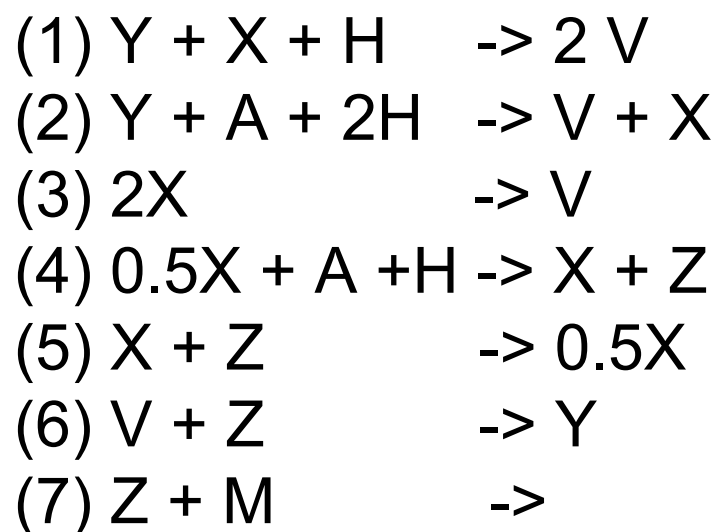 (1) Y + X + H -> 2 V
(2) Y + A + 2H -> V + X
(3) 2X -> V
(4) 0.5X + A +H -> X + Z
(5) X + Z -> 0.5X
(6) V + Z -> Y
(7) Z + M ->